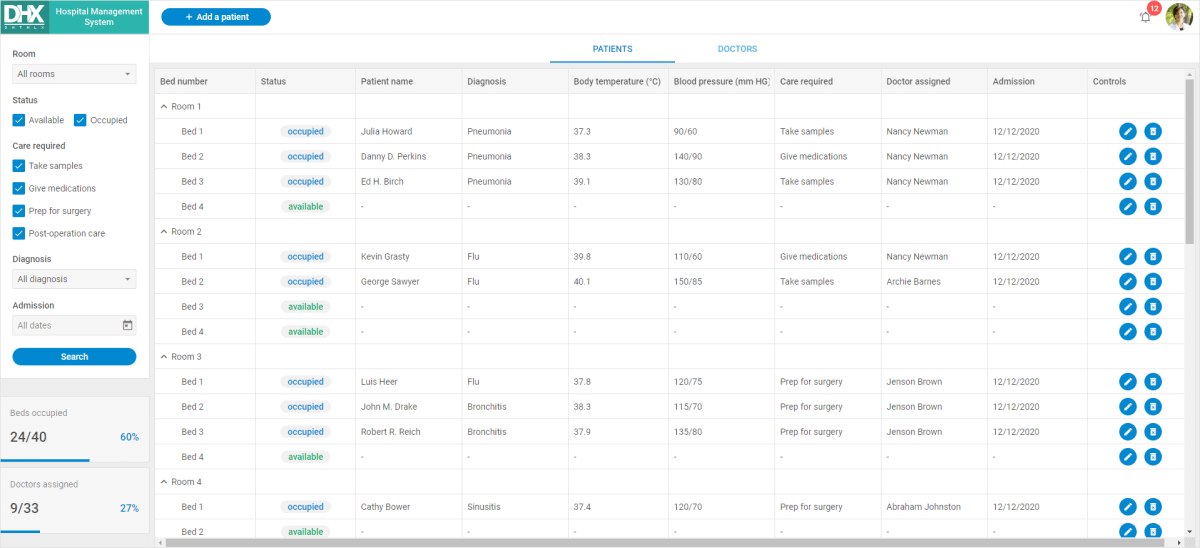 DHX
DHTMLX
Hospital Management
System
+ Add a patient
12
Room
All rooms
Status
Available Occupied
Care required
Take samples
Give medications
Prep for surgery
Post-operation care
Diagnosis
All diagnosis
Admission
All dates
Search
Beds occupied
24/40 60%
Doctors assigned
9/33 27%
PATIENTS DOCTORS
Bed number Status Patient name Diagnosis Body temperature (°C) Blood pressure (mm HG) Care required Doctor assigned Admission Controls
Room 1
Bed 1 occupied Julia Howard Pneumonia 37.3 90/60 Take samples Nancy Newman 12/12/2020
Bed 2 occupied Danny D. Perkins Pneumonia 38.3 140/90 Give medications Nancy Newman 12/12/2020
Bed 3 occupied Ed H. Birch Pneumonia 39.1 130/80 Take samples Nancy Newman 12/12/2020
Bed 4 available - - - - - - -
Room 2
Bed 1 occupied Kevin Grasty Flu 39.8 110/60 Give medications Nancy Newman 12/12/2020
Bed 2 occupied George Sawyer Flu 40.1 150/85 Take samples Archie Barnes 12/12/2020
Bed 3 available - - - - - - -
Bed 4 available - - - - - - -
Room 3
Bed 1 occupied Luis Heer Flu 37.8 120/75 Prep for surgery Jenson Brown 12/12/2020
Bed 2 occupied John M. Drake Bronchitis 38.3 115/70 Prep for surgery Jenson Brown 12/12/2020
Bed 3 occupied Robert R. Reich Bronchitis 37.9 135/80 Prep for surgery Jenson Brown 12/12/2020
Bed 4 available - - - - - - -
Room 4
Bed 1 occupied Cathy Bower Sinusitis 37.4 120/70 Prep for surgery Abraham Johnston 12/12/2020
Bed 2 available - - - - - - -